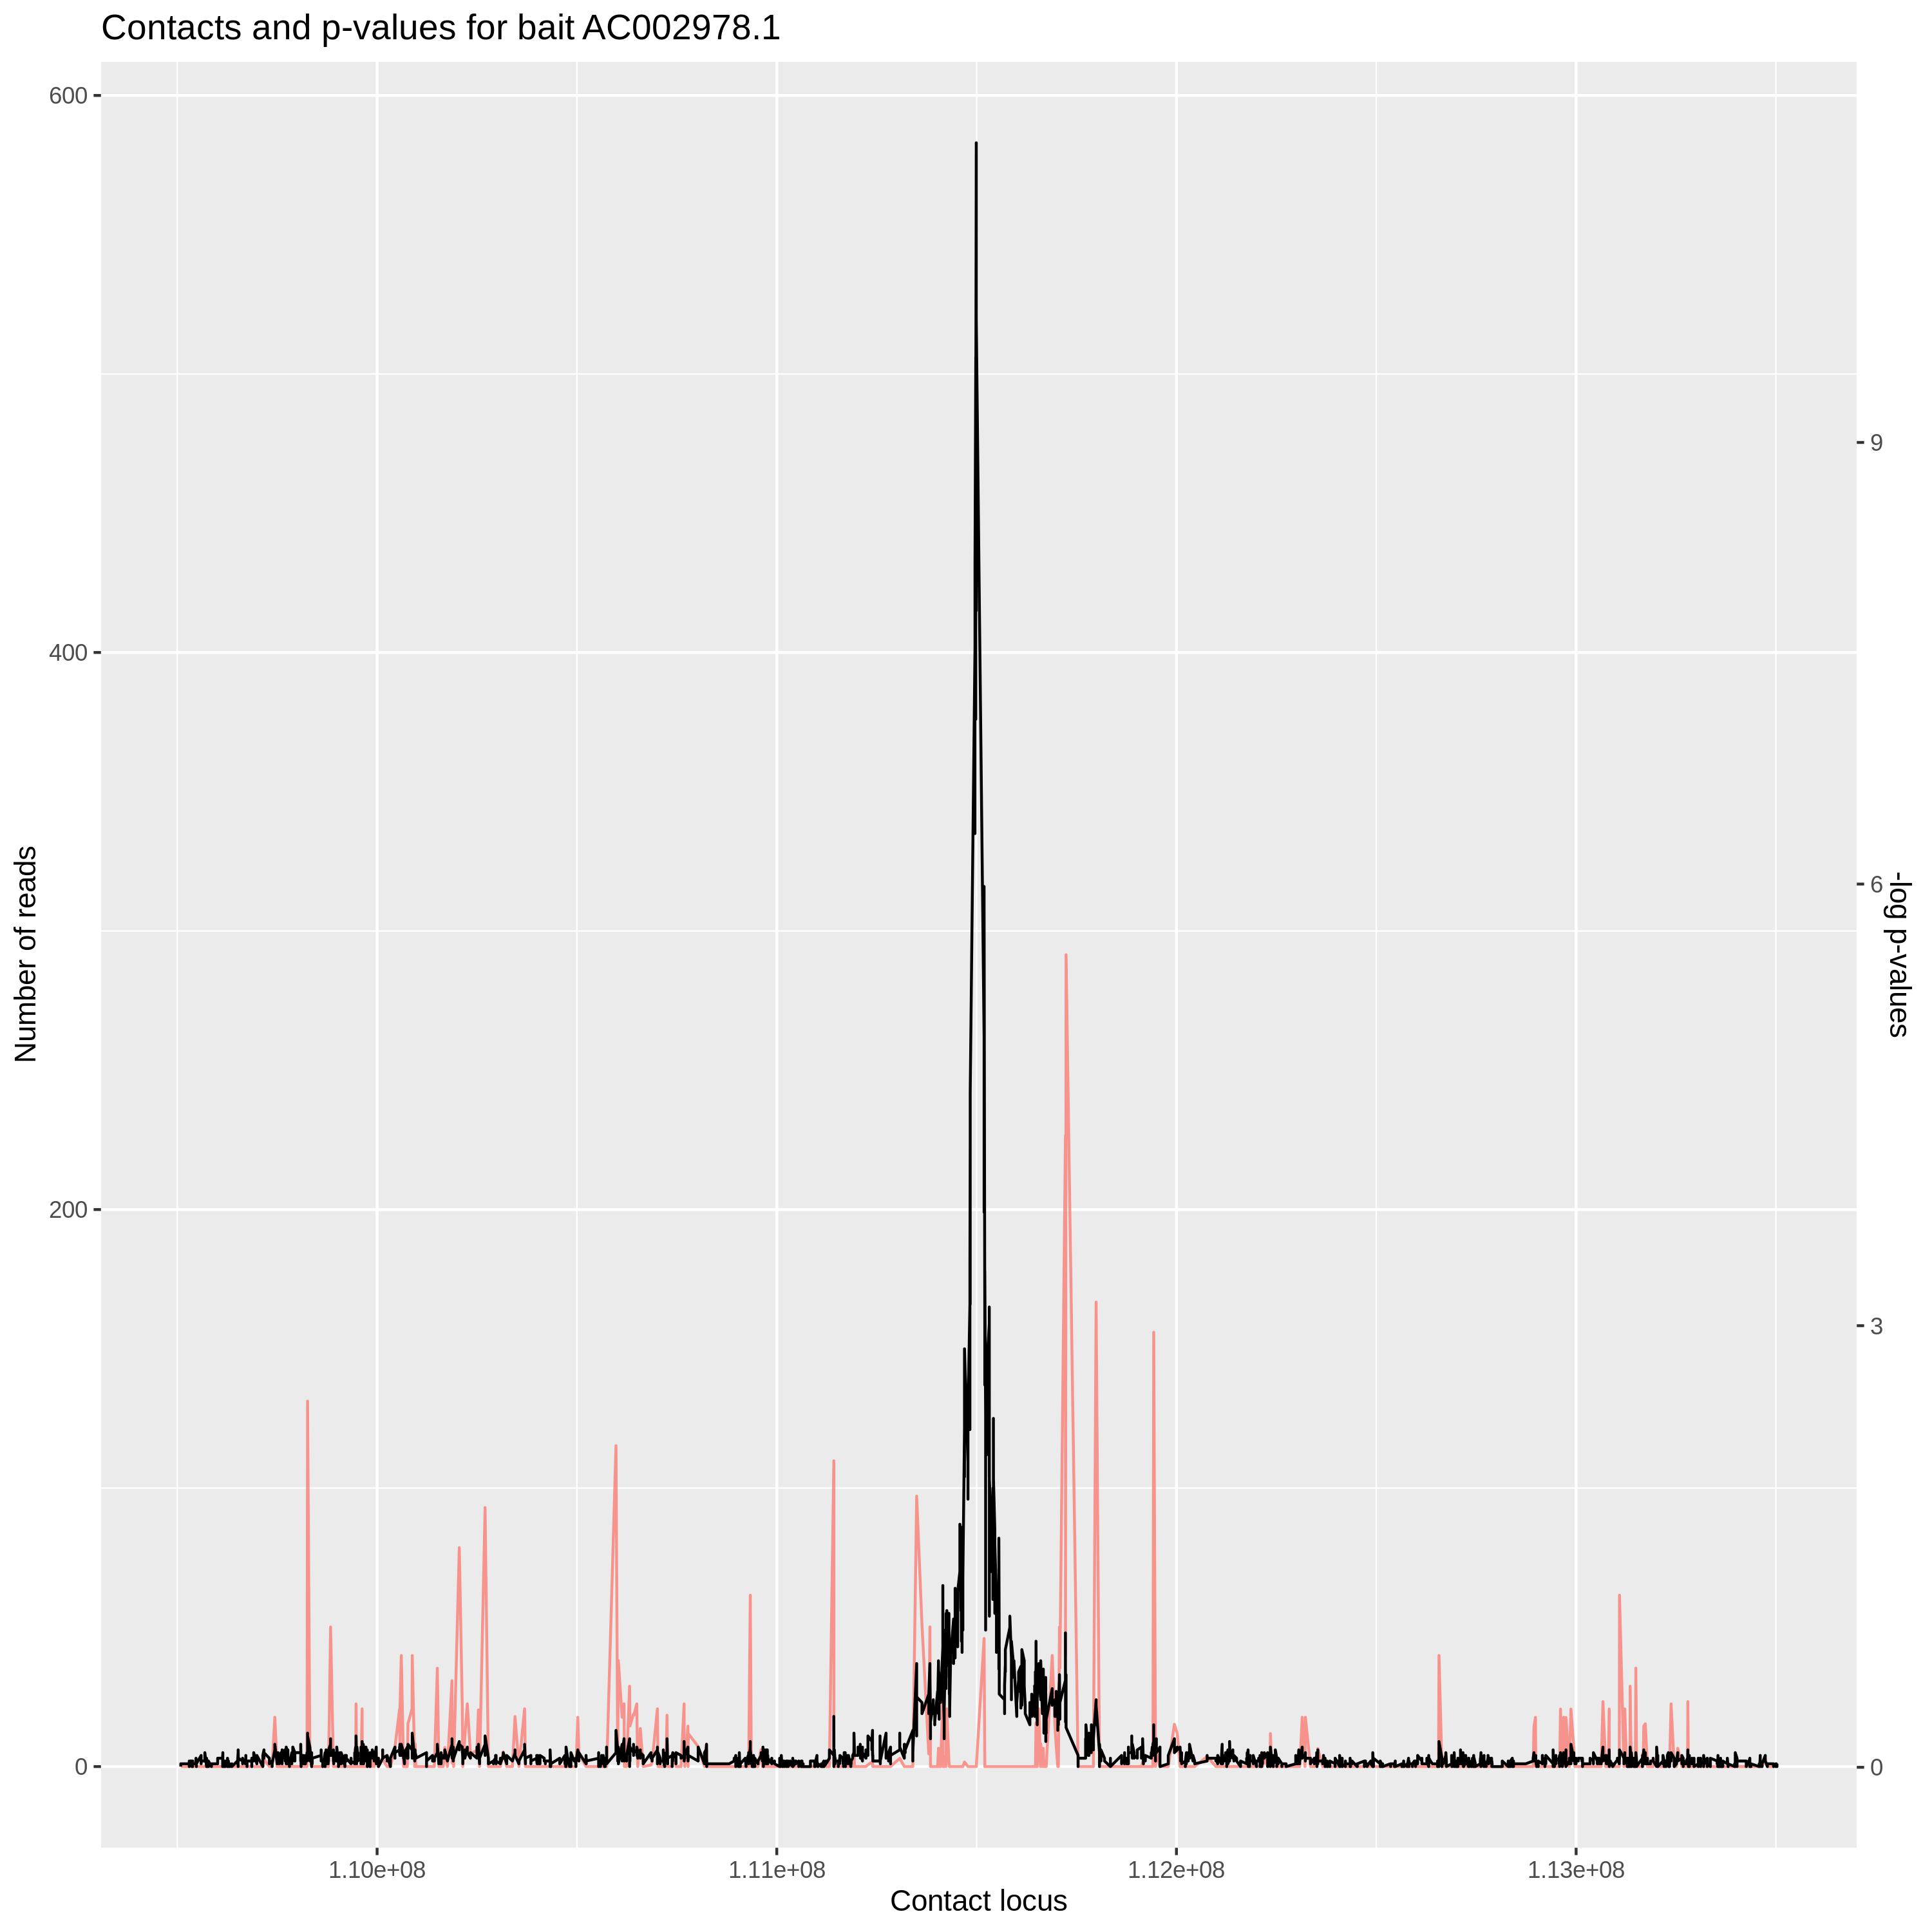 Contacts and p-values for bait AC002978.1
600
400
200
0
9
6
3
0
Number of reads
-log p-values
1.10e+08 1.11e+08 1.12e+08 1.13e+08
Contact locus